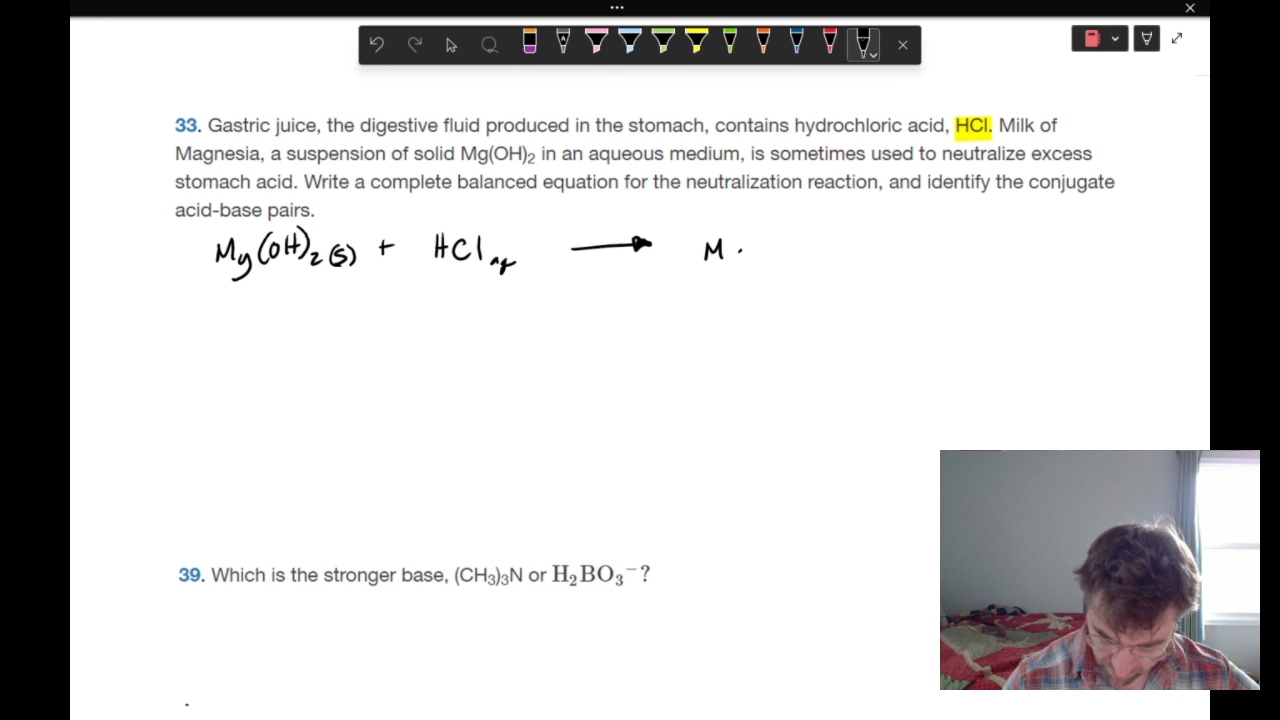 33. Gastric juice, the digestive fluid produced in the stomach, contains hydrochloric acid, HCl. Milk of
Magnesia, a suspension of solid Mg(OH)₂ in an aqueous medium, is sometimes used to neutralize excess
stomach acid. Write a complete balanced equation for the neutralization reaction, and identify the conjugate
acid-base pairs.
Mg(OH)₂(s) + HCl aq → M
39. Which is the stronger base, (CH₃)₃N or H₂BO₃⁻?